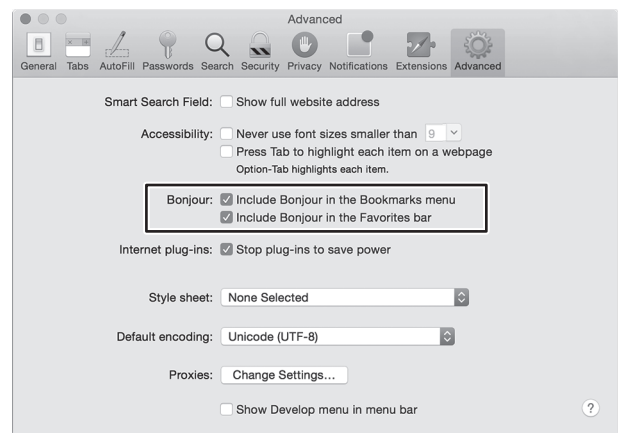 Advanced
General Tabs AutoFill Passwords Search Security Privacy Notifications Extensions Advanced
Smart Search Field: Show full website address
Accessibility: Never use font sizes smaller than 9
Press Tab to highlight each item on a webpage
Option-Tab highlights each item.
Bonjour: Include Bonjour in the Bookmarks menu
Include Bonjour in the Favorites bar
Internet plug-ins: Stop plug-ins to save power
Style sheet: None Selected
Default encoding: Unicode (UTF-8)
Proxies: Change Settings...
Show Develop menu in menu bar ?